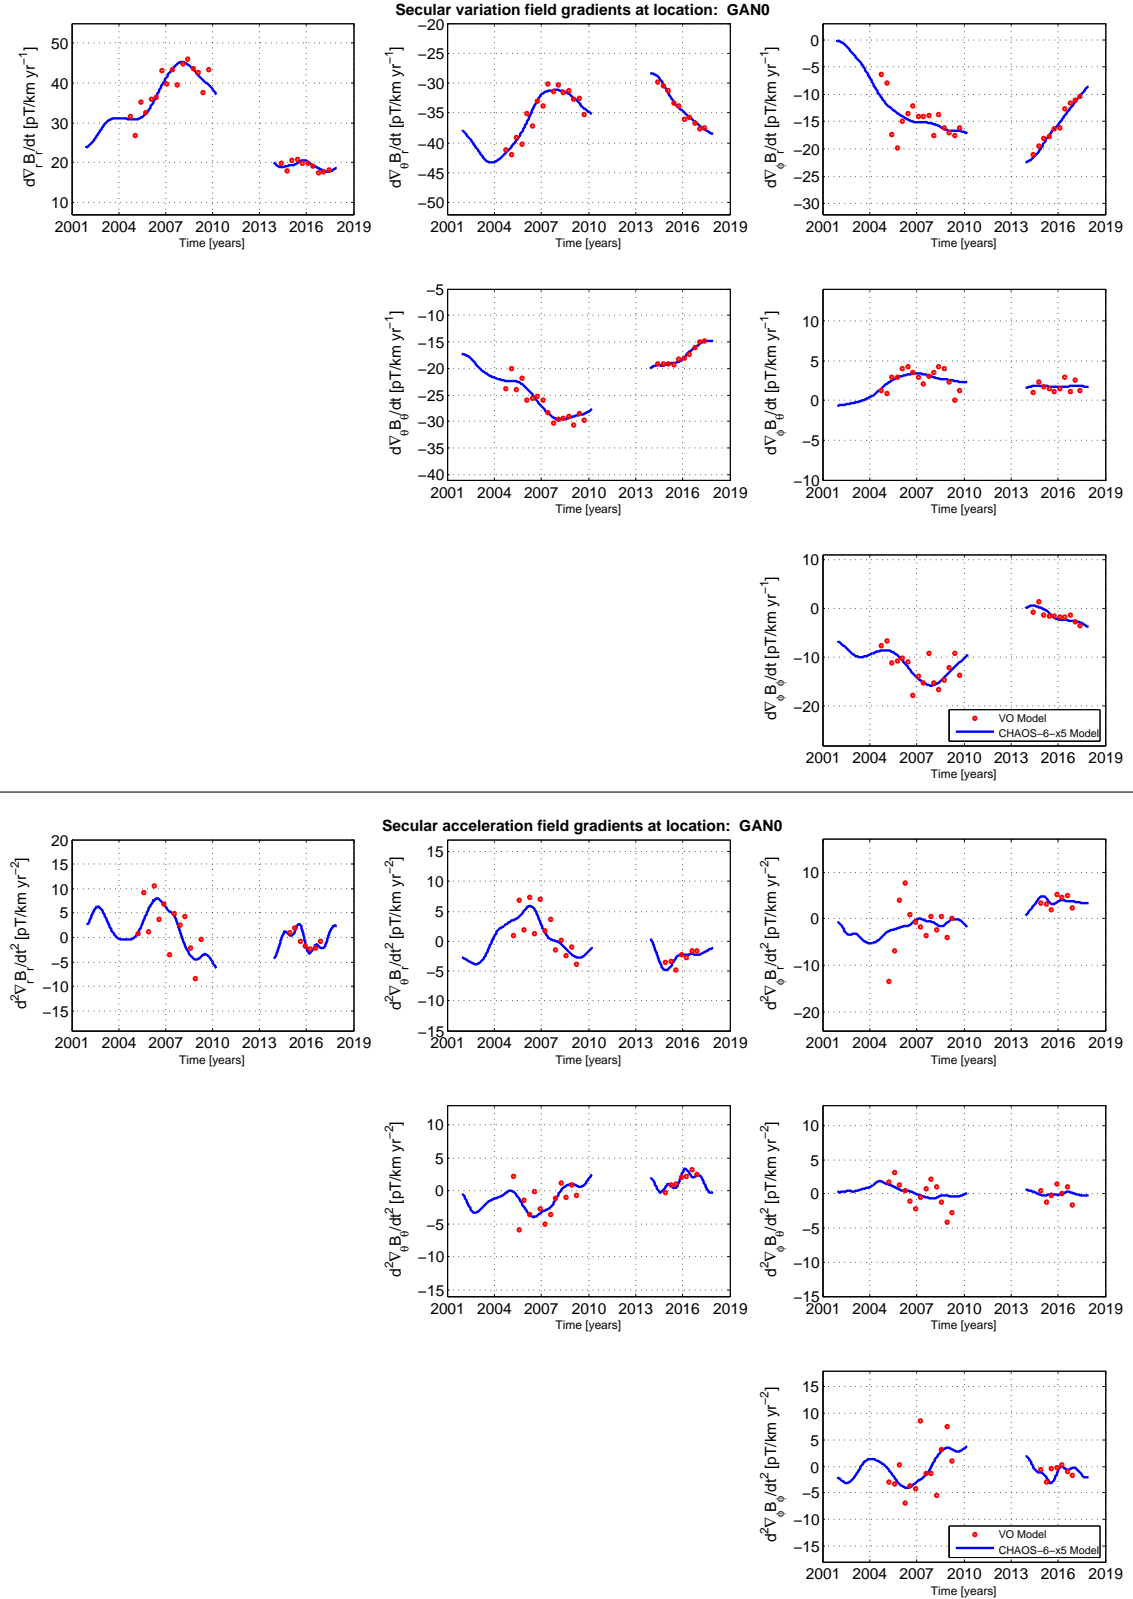 Secular variation field gradients at location:  GAN0
d∇rBr/dt [pT/km yr−1]
50
40
30
20
10
2001 2004 2007 2010 2013 2016 2019
Time [years]
d∇θBr/dt [pT/km yr−1]
−20
−25
−30
−35
−40
−45
−50
2001 2004 2007 2010 2013 2016 2019
Time [years]
d∇ϕBr/dt [pT/km yr−1]
0
−5
−10
−15
−20
−25
−30
2001 2004 2007 2010 2013 2016 2019
Time [years]
d∇θBθ/dt [pT/km yr−1]
−5
−10
−15
−20
−25
−30
−35
−40
2001 2004 2007 2010 2013 2016 2019
Time [years]
d∇ϕBθ/dt [pT/km yr−1]
10
5
0
−5
−10
2001 2004 2007 2010 2013 2016 2019
Time [years]
d∇ϕBϕ/dt [pT/km yr−1]
10
0
−10
−20
VO Model
CHAOS−6−x5 Model
2001 2004 2007 2010 2013 2016 2019
Time [years]
Secular acceleration field gradients at location:  GAN0
d2∇rBr/dt2 [pT/km yr−2]
20
15
10
5
0
−5
−10
−15
2001 2004 2007 2010 2013 2016 2019
Time [years]
d2∇θBr/dt2 [pT/km yr−2]
15
10
5
0
−5
−10
−15
2001 2004 2007 2010 2013 2016 2019
Time [years]
d2∇ϕBr/dt2 [pT/km yr−2]
10
0
−10
−20
2001 2004 2007 2010 2013 2016 2019
Time [years]
d2∇θBθ/dt2 [pT/km yr−2]
10
5
0
−5
−10
−15
2001 2004 2007 2010 2013 2016 2019
Time [years]
d2∇ϕBθ/dt2 [pT/km yr−2]
10
5
0
−5
−10
−15
2001 2004 2007 2010 2013 2016 2019
Time [years]
d2∇ϕBϕ/dt2 [pT/km yr−2]
15
10
5
0
−5
−10
−15
VO Model
CHAOS−6−x5 Model
2001 2004 2007 2010 2013 2016 2019
Time [years]